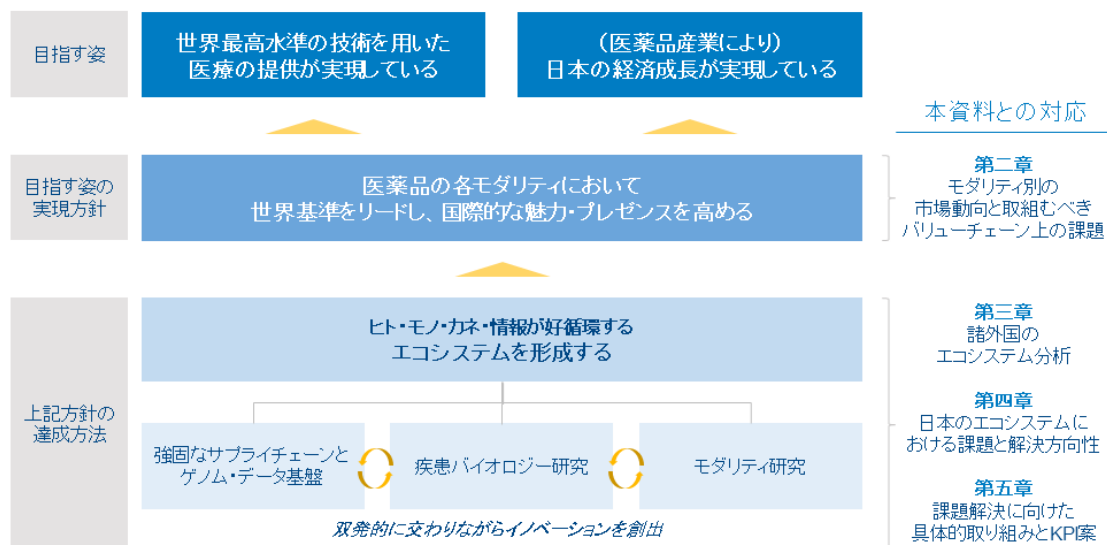 目指す姿
世界最高水準の技術を用いた
医療の提供が実現している
(医薬品産業により)
日本の経済成長が実現している
本資料との対応
目指す姿の
実現方針
医薬品の各モダリティにおいて
世界基準をリードし、国際的な魅力・プレゼンスを高める
第二章
モダリティ別の
市場動向と取組むべき
バリューチェーン上の課題
上記方針の
達成方法
ヒト・モノ・カネ・情報が好循環する
エコシステムを形成する
強固なサプライチェーンと
ゲノム・データ基盤
疾患バイオロジー研究
モダリティ研究
双発的に交わりながらイノベーションを創出
第三章
諸外国の
エコシステム分析
第四章
日本のエコシステムに
おける課題と解決方向性
第五章
課題解決に向けた
具体的取り組みとKPI案